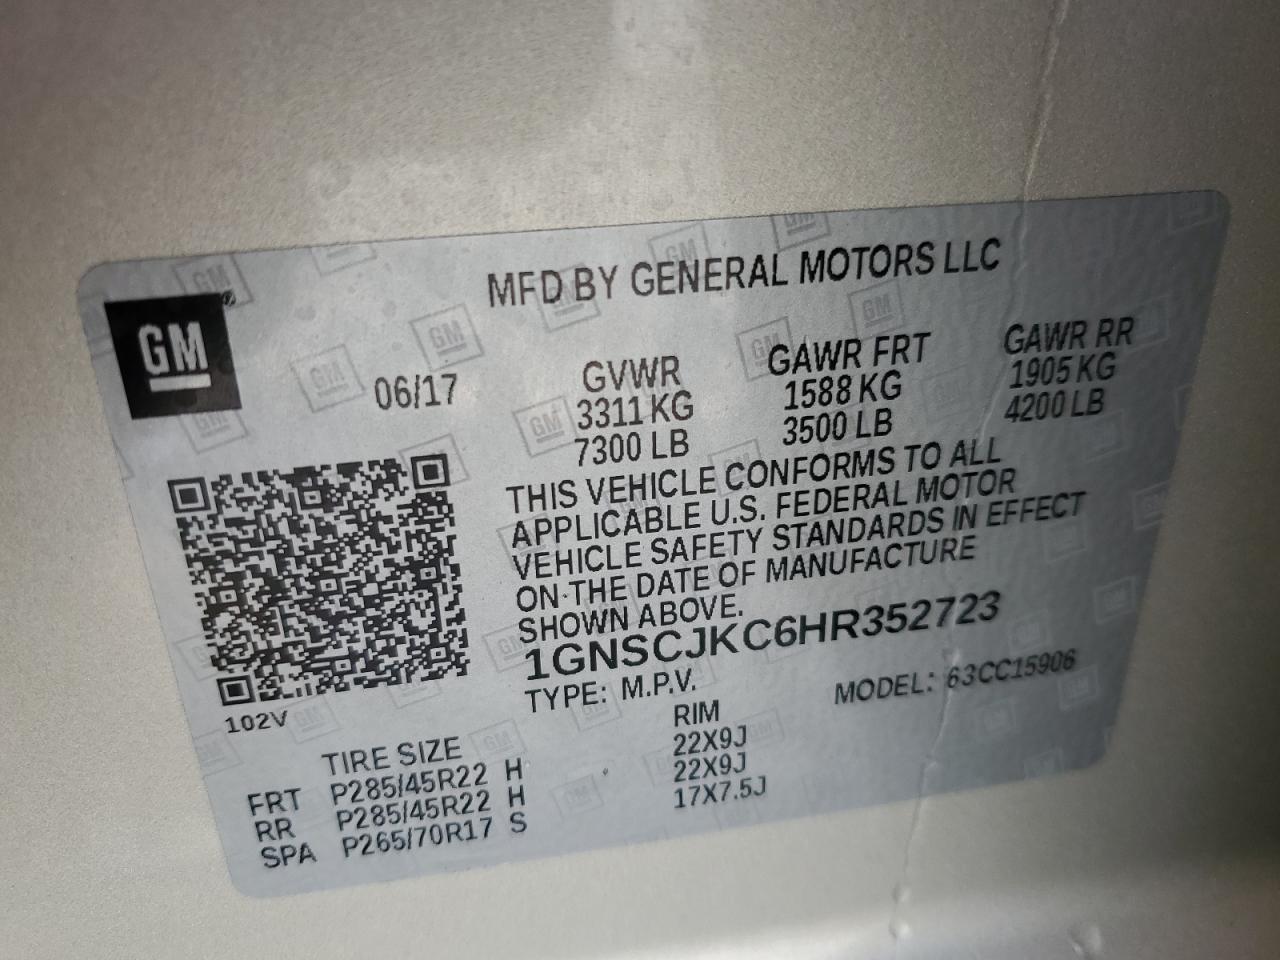 MFD BY GENERAL MOTORS LLC
GM
06/17
GVWR GAWR FRT GAWR RR
3311 KG 1588 KG 1905 KG
7300 LB 3500 LB 4200 LB
THIS VEHICLE CONFORMS TO ALL
APPLICABLE U.S. FEDERAL MOTOR
VEHICLE SAFETY STANDARDS IN EFFECT
ON THE DATE OF MANUFACTURE
SHOWN ABOVE.
1GNSCJKC6HR352723
TYPE: M.P.V. MODEL: 63CC15906
102V
TIRE SIZE RIM
FRT P285/45R22 H 22X9J
RR P285/45R22 H 22X9J
SPA P265/70R17 S 17X7.5J